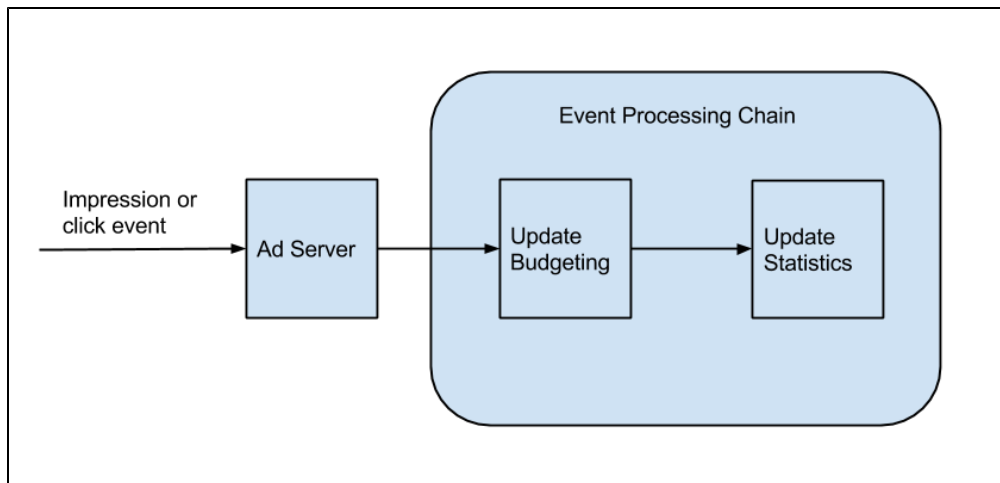 Event Processing Chain
Impression or
click event
Ad Server
Update
Budgeting
Update
Statistics